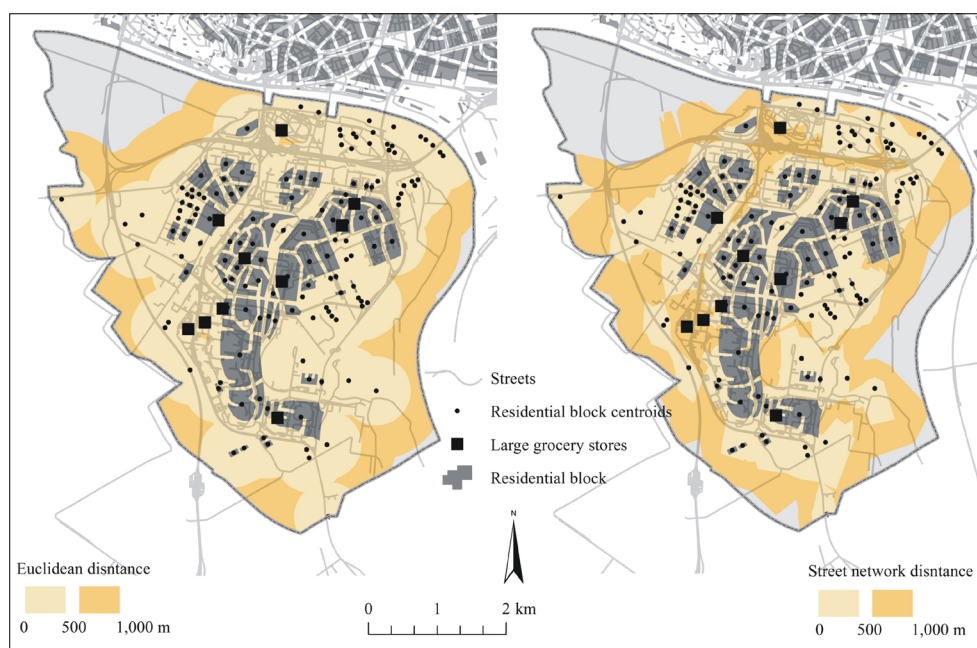 Streets
Residential block centroids
Large grocery stores
Residential block
N
Euclidean disntance
0 500 1,000 m
0 1 2 km
Street network disntance
0 500 1,000 m